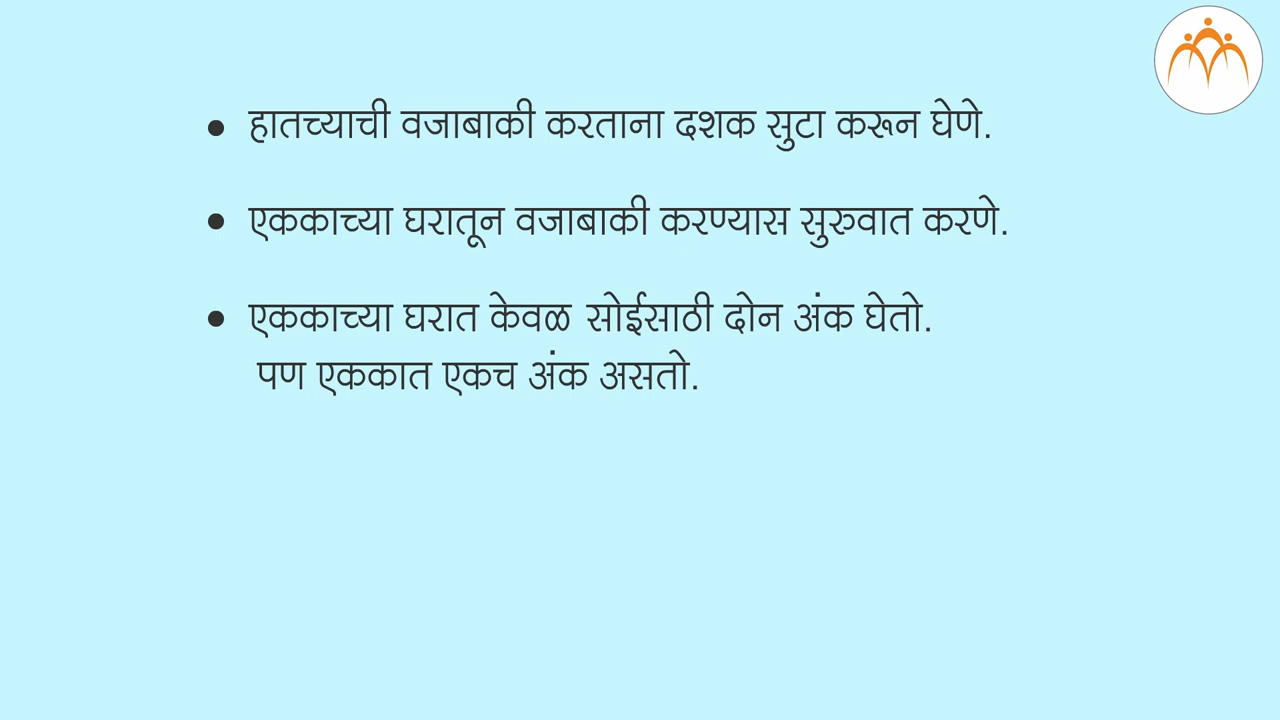 • हातच्याची वजाबाकी करताना दशक सुटा करून घेणे.
• एककाच्या घरातून वजाबाकी करण्यास सुरुवात करणे.
• एककाच्या घरात केवळ सोईसाठी दोन अंक घेतो.
पण एककात एकच अंक असतो.